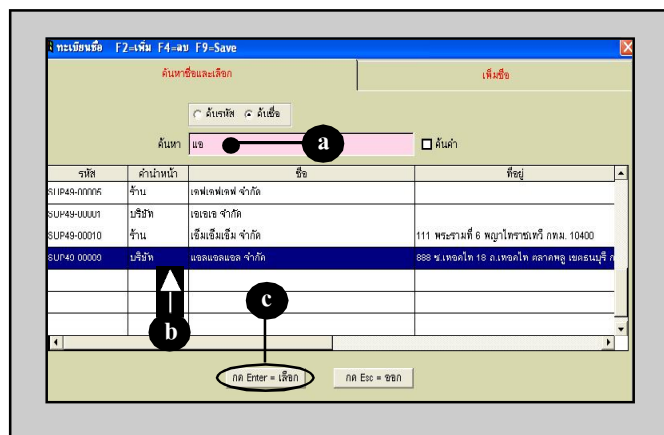 ทะเบียนชื่อ F2=เพิ่ม F4=ลบ F9=Save
ค้นหาชื่อและเลือก เพิ่มชื่อ
ค้นรหัส ค้นชื่อ
ค้นหา แอ a ค้นคำ
รหัส คำนำหน้า ชื่อ ที่อยู่
SUP49-00005 ร้าน เอฟเอฟเอฟ จำกัด
SUP49-00001 บริษัท เอเอเอ จำกัด
SUP49-00010 ร้าน เอ็มเอ็มเอ็ม จำกัด 111 พระรามที่ 6 พญาไทราชเทวี กทม. 10400
บริษัท แอลแอลแอล จำกัด 888 ซ.เทอดไท 18 ถ.เทอดไท ตลาดพลู เขตธนบุรี ก
b c
กด Enter = เลือก กด Esc = ออก